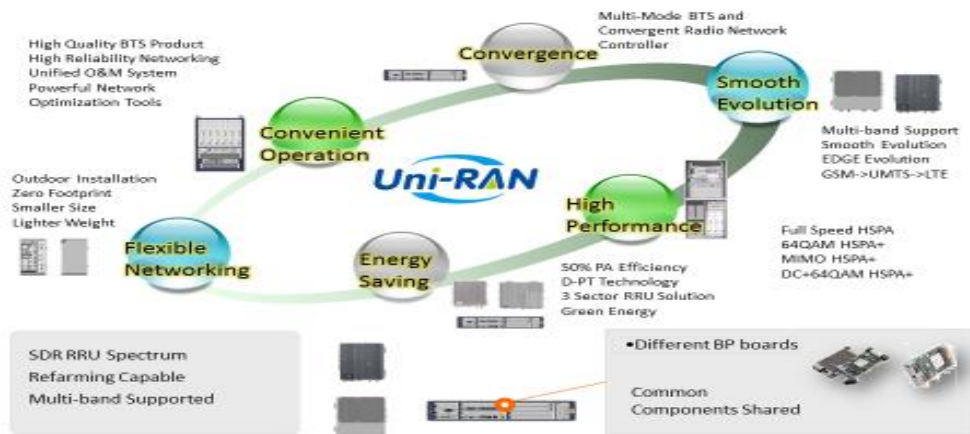 Multi-Mode BTS and
Convergent Radio Network
Controller
Convergence
High Quality BTS Product
High Reliability Networking
Unified O&M System
Powerful Network
Optimization Tools
Smooth
Evolution
Convenient
Operation
Multi-band Support
Smooth Evolution
EDGE Evolution
GSM->UMTS->LTE
Uni-RAN
Outdoor Installation
Zero Footprint
Smaller Size
Lighter Weight
High
Performance
Flexible
Networking
Energy
Saving
Full Speed HSPA
64QAM HSPA+
MIMO HSPA+
DC+64QAM HSPA+
50% PA Efficiency
D-PT Technology
3 Sector RRU Solution
Green Energy
SDR RRU Spectrum
Refarming Capable
Multi-band Supported
•Different BP boards
Common
Components Shared